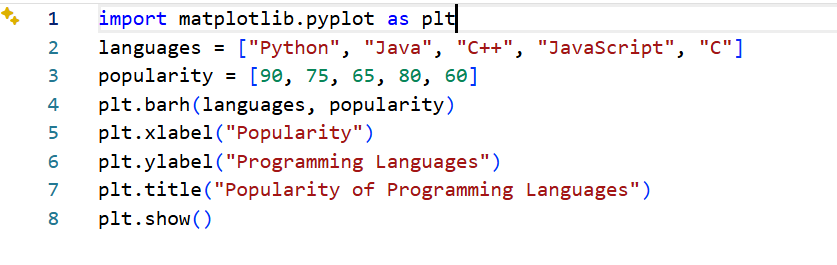 1 import matplotlib.pyplot as plt
2 languages = ["Python", "Java", "C++", "JavaScript", "C"]
3 popularity = [90, 75, 65, 80, 60]
4 plt.barh(languages, popularity)
5 plt.xlabel("Popularity")
6 plt.ylabel("Programming Languages")
7 plt.title("Popularity of Programming Languages")
8 plt.show()